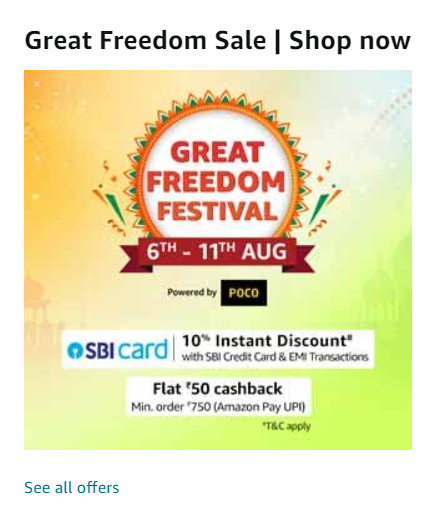 Great Freedom Sale | Shop now
GREAT
FREEDOM
FESTIVAL
6TH - 11TH AUG
Powered by POCO
SBI card | 10% Instant Discount#
with SBI Credit Card & EMI Transactions
Flat ₹50 cashback
Min. order ₹750 (Amazon Pay UPI)
*T&C apply
See all offers